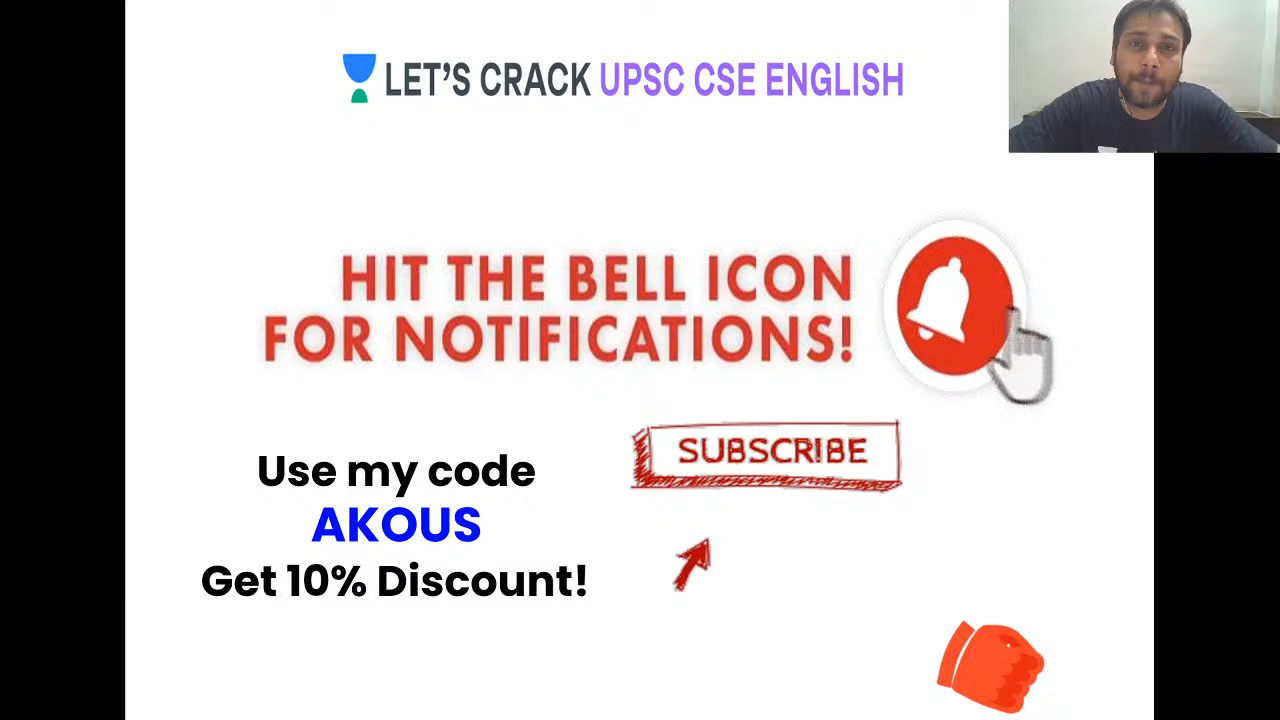 LET'S CRACK UPSC CSE ENGLISH
HIT THE BELL ICON
FOR NOTIFICATIONS!
SUBSCRIBE
Use my code
AKOUS
Get 10% Discount!